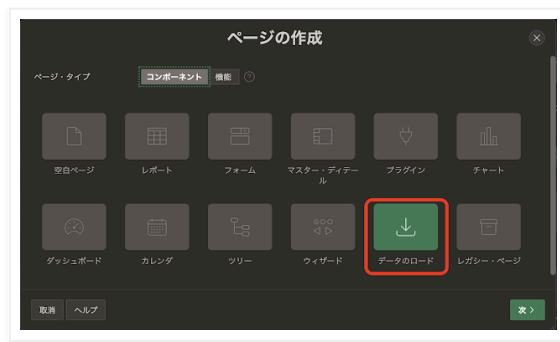 ページの作成
ページ・タイプ
コンポーネント 機能
空白ページ
レポート
フォーム
マスター・ディテー
ル
プラグイン
チャート
ダッシュボード
カレンダ
ツリー
ウィザード
データのロード
レガシー・ページ
取消 ヘルプ
次 >